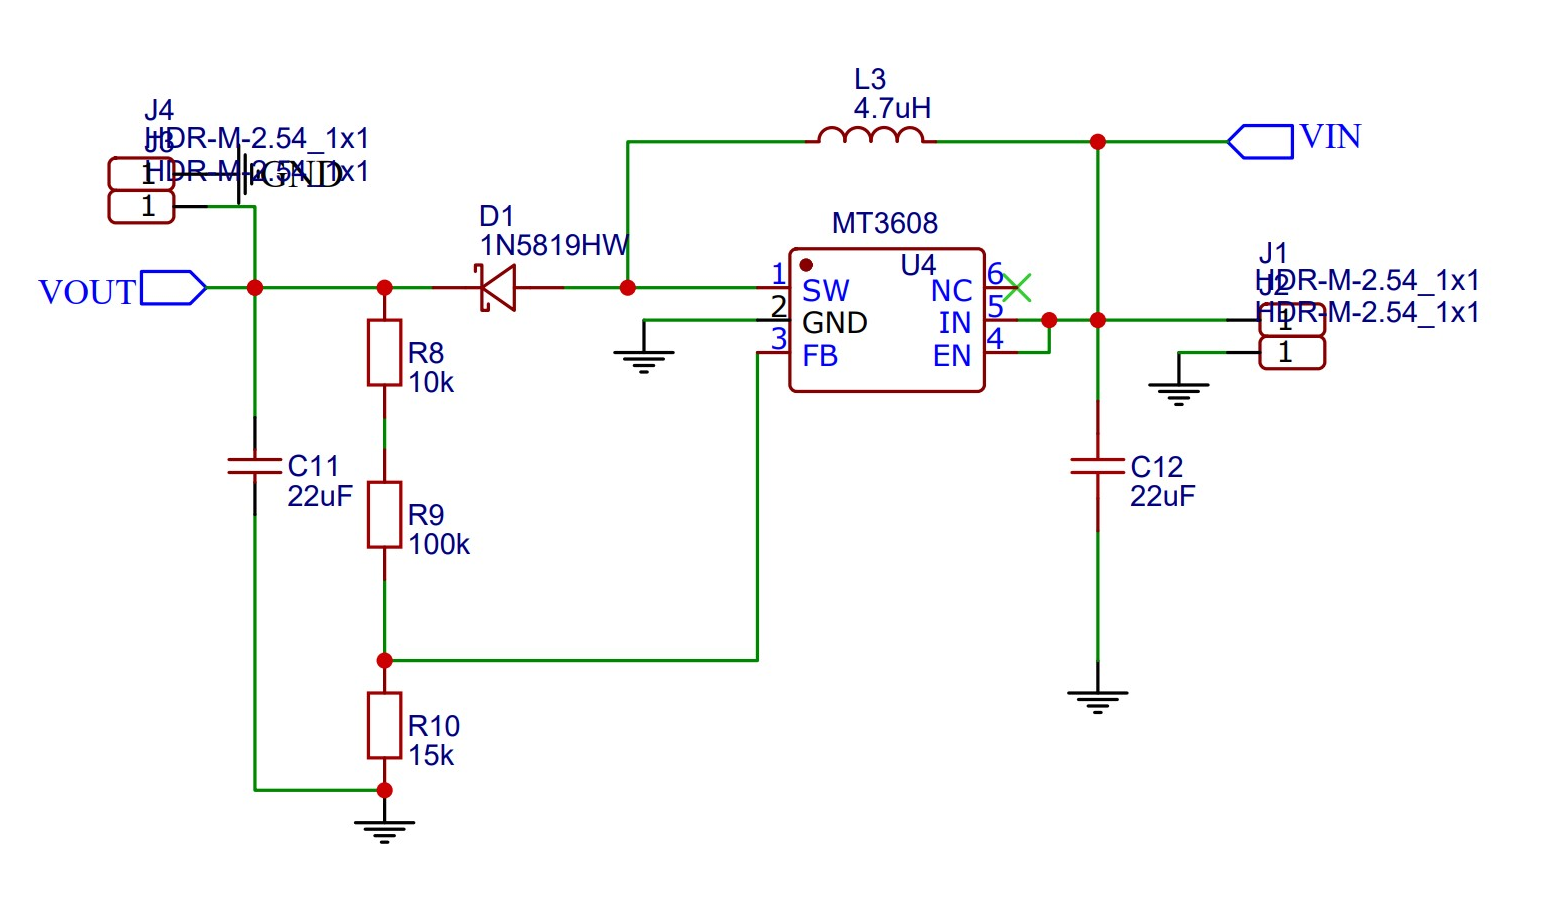 L3
4.7uH
J4
HDR-M-2.54_1x1
J3
HDR-M-2.54_1x1
1
GND
1
VIN
D1
1N5819HW
MT3608
U4
1
SW
2
GND
3
FB
6
NC
5
IN
4
EN
J1
HDR-M-2.54_1x1
J2
HDR-M-2.54_1x1
1
1
VOUT
R8
10k
C11
22uF
R9
100k
C12
22uF
R10
15k